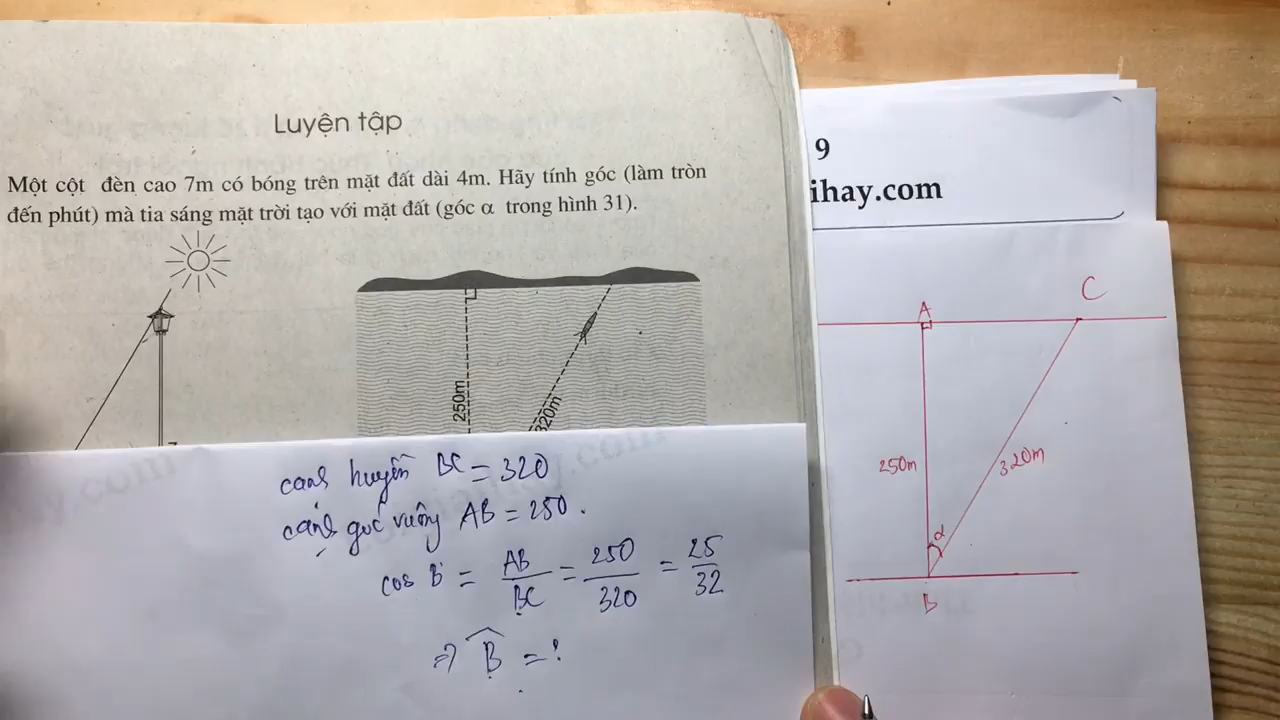 Luyện tập
Một cột đèn cao 7m có bóng trên mặt đất dài 4m. Hãy tính góc (làm tròn
đến phút) mà tia sáng mặt trời tạo với mặt đất (góc α trong hình 31).
250m
320m
cạnh huyền BC = 320
cạnh góc vuông AB = 250.
cos B = AB/BC = 250/320 = 25/32
=> B̂ = ?
9
ihay.com
A
C
250m
320m
α
B